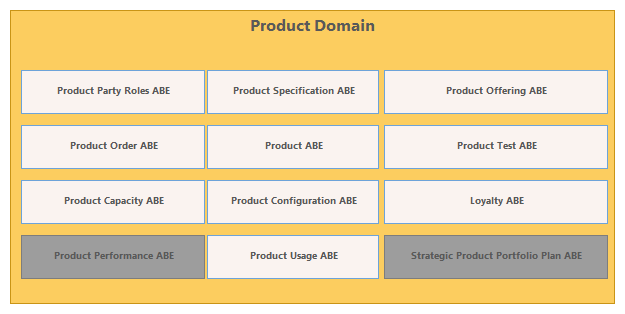 Product Domain
Product Party Roles ABE
Product Specification ABE
Product Offering ABE
Product Order ABE
Product ABE
Product Test ABE
Product Capacity ABE
Product Configuration ABE
Loyalty ABE
Product Performance ABE
Product Usage ABE
Strategic Product Portfolio Plan ABE